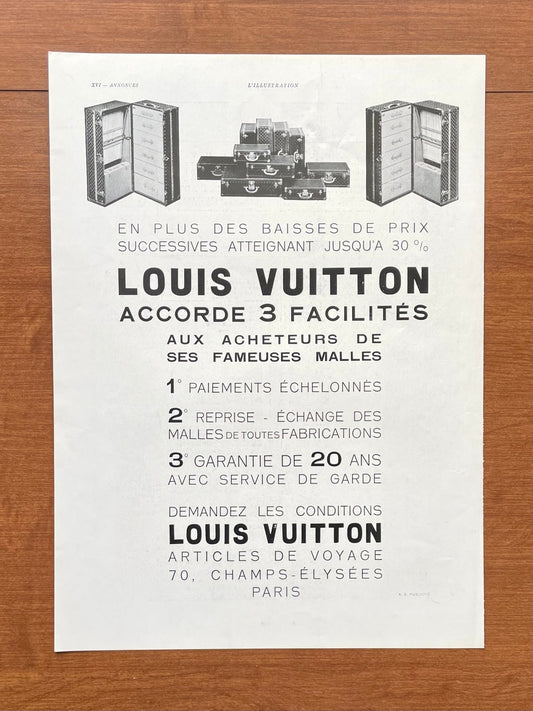 XVI — ANNONCES
L'ILLUSTRATION
EN PLUS DES BAISSES DE PRIX
SUCCESSIVES ATTEIGNANT JUSQU'A 30 %
LOUIS VUITTON
ACCORDE 3 FACILITÉS
AUX ACHETEURS DE
SES FAMEUSES MALLES
1° PAIEMENTS ÉCHELONNÉS
2° REPRISE - ÉCHANGE DES
MALLES DE TOUTES FABRICATIONS
3° GARANTIE DE 20 ANS
AVEC SERVICE DE GARDE
DEMANDEZ LES CONDITIONS
LOUIS VUITTON
ARTICLES DE VOYAGE
70, CHAMPS-ÉLYSÉES
PARIS